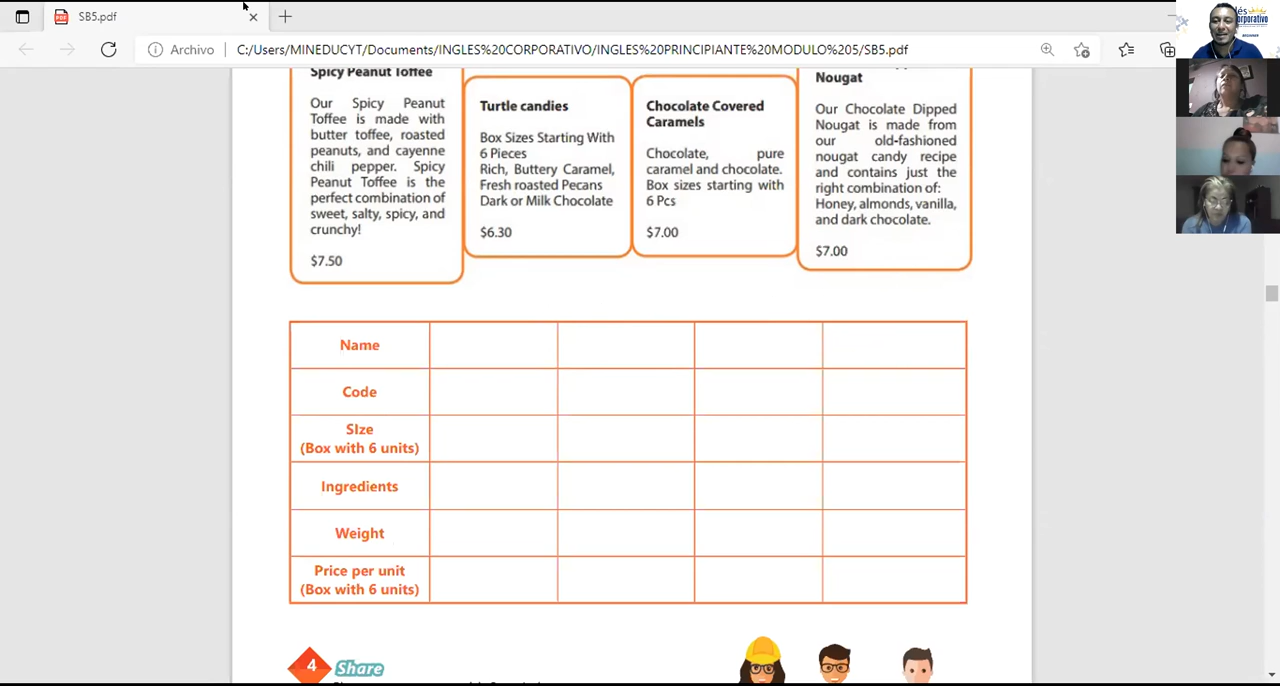 SB5.pdf
Archivo
C:/Users/MINEDUCYT/Documents/INGLES%20CORPORATIVO/INGLES%20PRINCIPIANTE%20MODULO%205/SB5.pdf
Spicy Peanut Toffee
Our Spicy Peanut
Toffee is made with
butter toffee, roasted
peanuts, and cayenne
chili pepper. Spicy
Peanut Toffee is the
perfect combination of
sweet, salty, spicy, and
crunchy!
$7.50
Turtle candies
Box Sizes Starting With
6 Pieces
Rich, Buttery Caramel,
Fresh roasted Pecans
Dark or Milk Chocolate
$6.30
Chocolate Covered
Caramels
Chocolate, pure
caramel and chocolate.
Box sizes starting with
6 Pcs
$7.00
Nougat
Our Chocolate Dipped
Nougat is made from
our old-fashioned
nougat candy recipe
and contains just the
right combination of:
Honey, almonds, vanilla,
and dark chocolate.
$7.00
Name
Code
SIze
(Box with 6 units)
Ingredients
Weight
Price per unit
(Box with 6 units)
4 Share